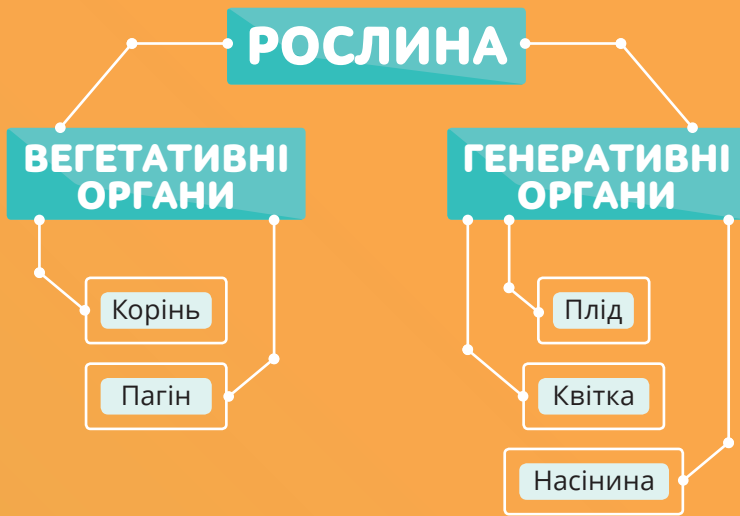 РОСЛИНА
ВЕГЕТАТИВНІ
ОРГАНИ
Корінь
Пагін
ГЕНЕРАТИВНІ
ОРГАНИ
Плід
Квітка
Насінина